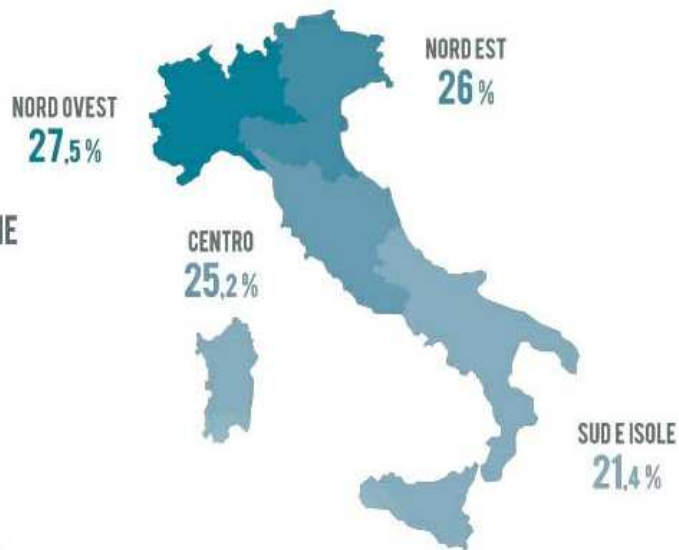 NORD EST
26%
NORD OVEST
27,5%
CENTRO
25,2%
SUD E ISOLE
21,4%